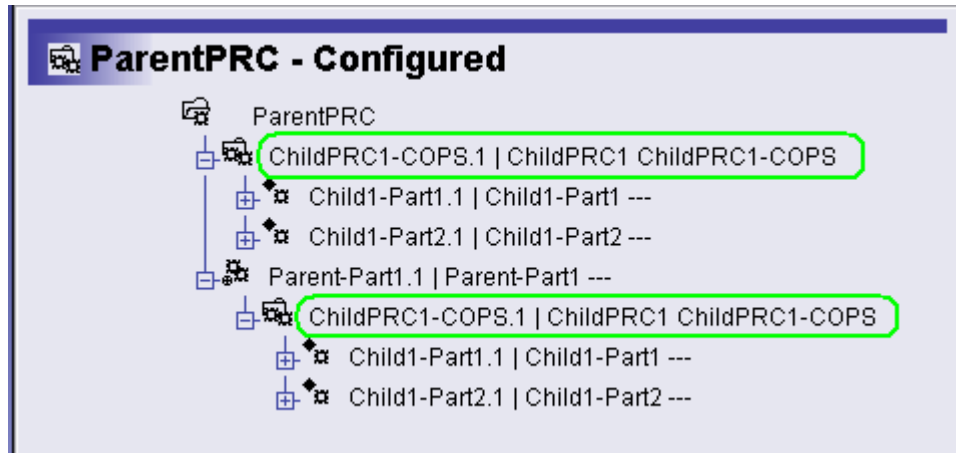 ParentPRC - Configured
ParentPRC
ChildPRC1-COPS.1 | ChildPRC1 ChildPRC1-COPS
Child1-Part1.1 | Child1-Part1 ---
Child1-Part2.1 | Child1-Part2 ---
Parent-Part1.1 | Parent-Part1 ---
ChildPRC1-COPS.1 | ChildPRC1 ChildPRC1-COPS
Child1-Part1.1 | Child1-Part1 ---
Child1-Part2.1 | Child1-Part2 ---